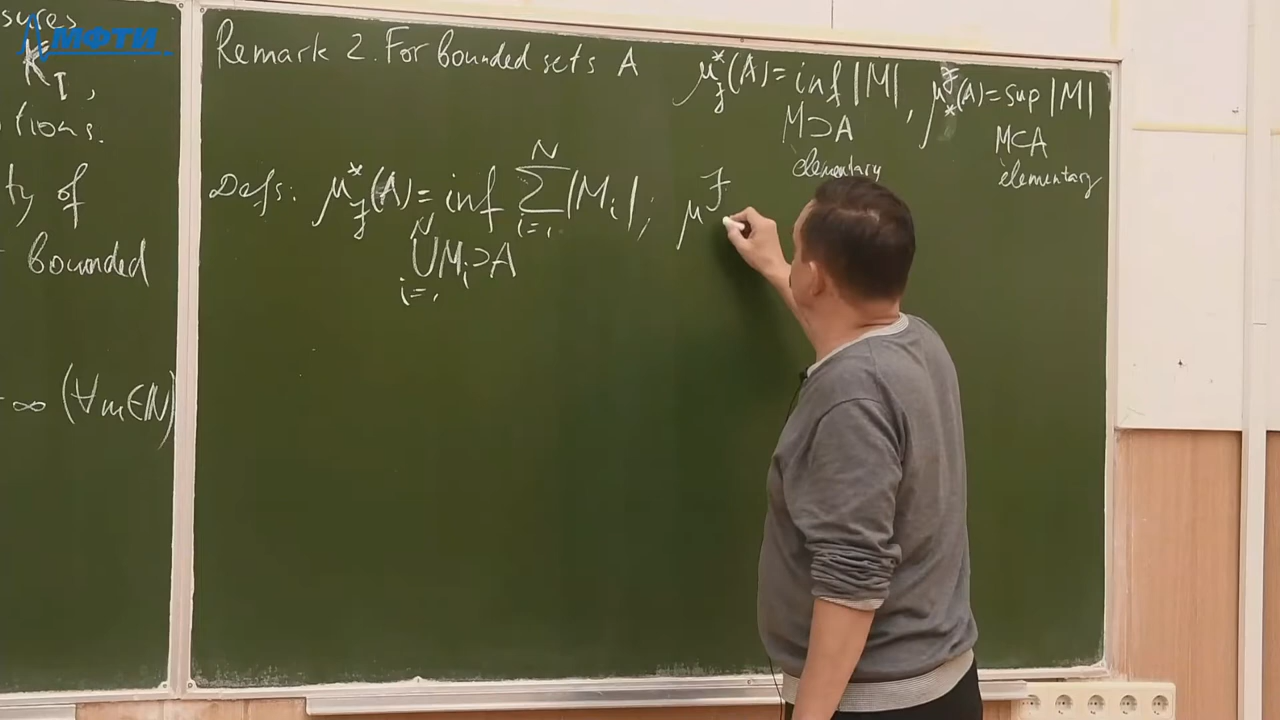 sures
МФТИ
K_I,
tions.
ty of
bounded
-∞ (∀m∈ℕ)
Remark 2. For bounded sets A μ*_J(A)=inf |M|, μ^J_*(A)=sup |M|
M⊃A M⊂A
elementary elementary
Defs: μ*_J(A)=inf ∑_{i=1}^N |M_i|; μ^J
⋃_{i=1}^N M_i⊃A